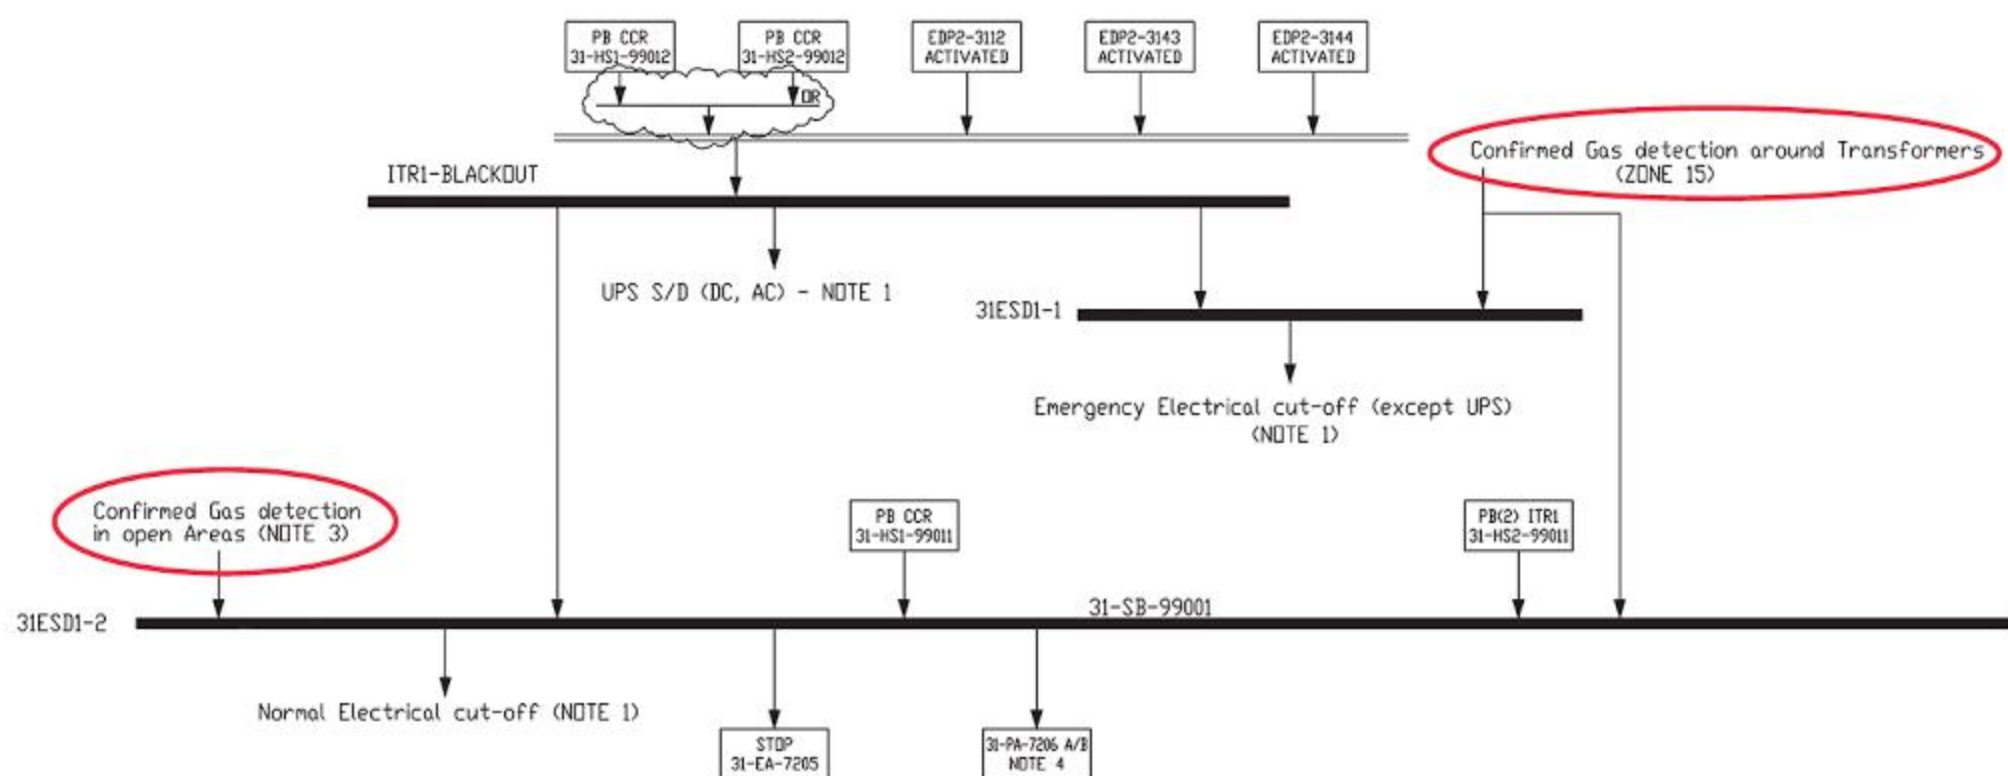 PB CCR
31-HS1-99012
PB CCR
31-HS2-99012
EDP2-3112
ACTIVATED
EDP2-3143
ACTIVATED
EDP2-3144
ACTIVATED
OR
Confirmed Gas detection around Transformers
(ZONE 15)
ITR1-BLACKOUT
UPS S/D (DC, AC) - NOTE 1
31ESD1-1
Emergency Electrical cut-off (except UPS)
(NOTE 1)
Confirmed Gas detection
in open Areas (NOTE 3)
PB CCR
31-HS1-99011
PB(2) ITR1
31-HS2-99011
31-SB-99001
31ESD1-2
Normal Electrical cut-off (NOTE 1)
STOP
31-EA-7205
31-PA-7206 A/B
NOTE 4